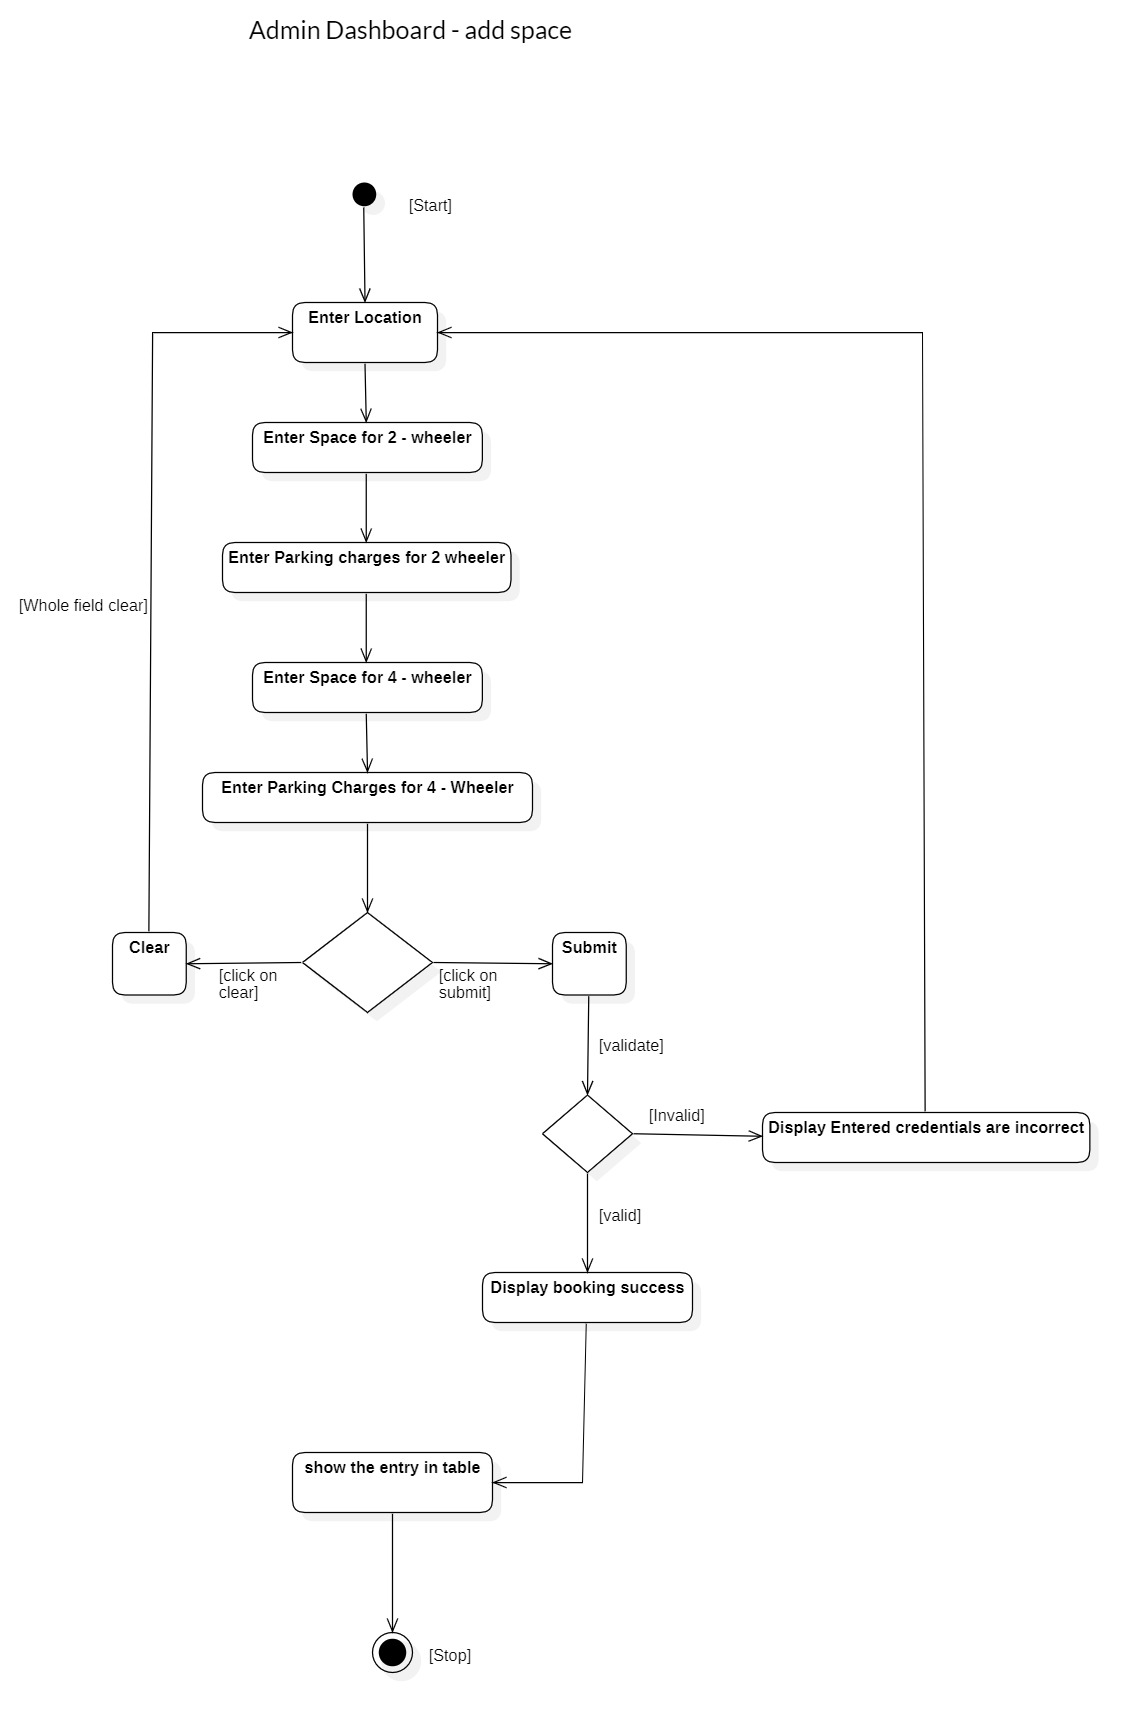 Admin Dashboard - add space
[Start]
Enter Location
Enter Space for 2 - wheeler
Enter Parking charges for 2 wheeler
[Whole field clear]
Enter Space for 4 - wheeler
Enter Parking Charges for 4 - Wheeler
Clear
Submit
[click on
clear]
[click on
submit]
[validate]
[Invalid]
Display Entered credentials are incorrect
[valid]
Display booking success
show the entry in table
[Stop]